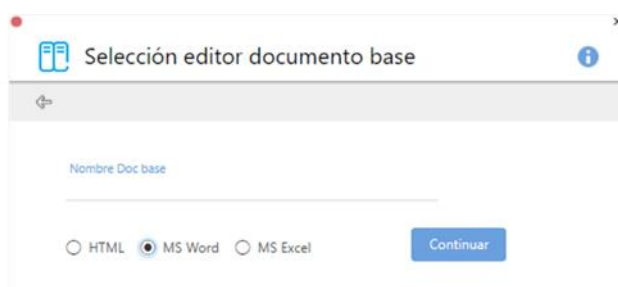 Selección editor documento base
Nombre Doc base
HTML MS Word MS Excel Continuar